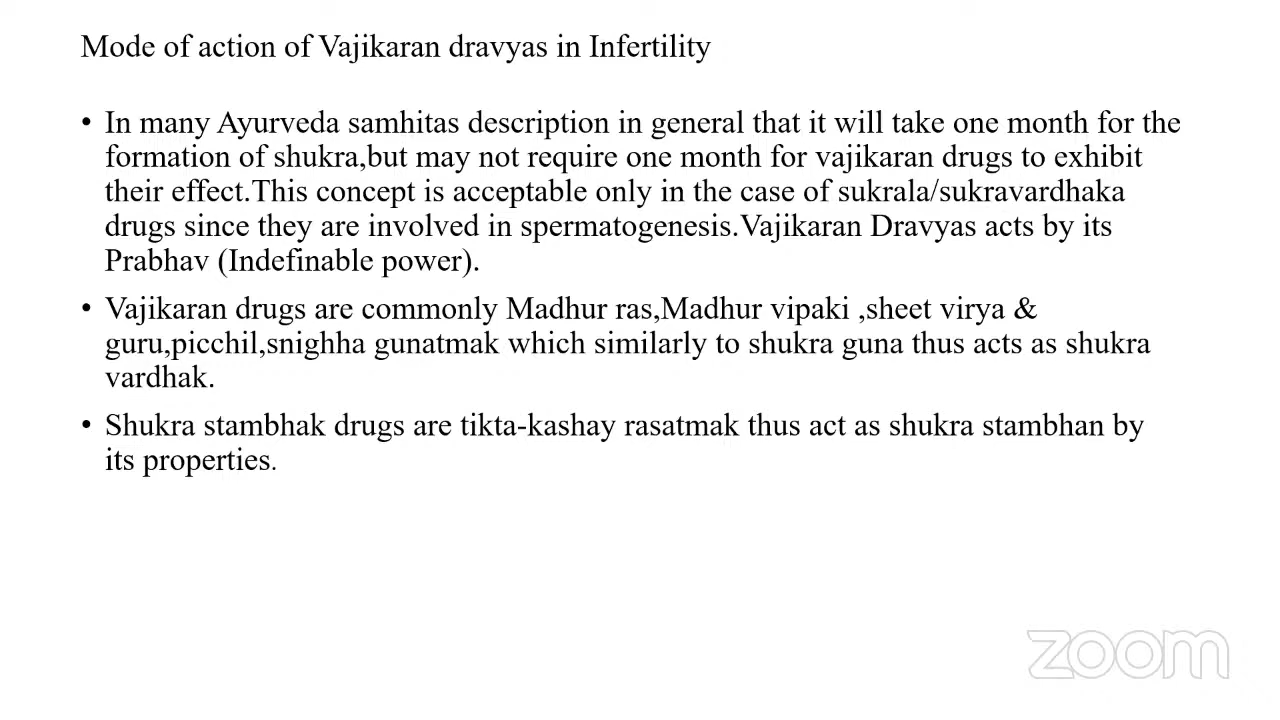 Mode of action of Vajikaran dravyas in Infertility
• In many Ayurveda samhitas description in general that it will take one month for the
formation of shukra,but may not require one month for vajikaran drugs to exhibit
their effect.This concept is acceptable only in the case of sukrala/sukravardhaka
drugs since they are involved in spermatogenesis.Vajikaran Dravyas acts by its
Prabhav (Indefinable power).
• Vajikaran drugs are commonly Madhur ras,Madhur vipaki ,sheet virya &
guru,picchil,snighha gunatmak which similarly to shukra guna thus acts as shukra
vardhak.
• Shukra stambhak drugs are tikta-kashay rasatmak thus act as shukra stambhan by
its properties.
zoom